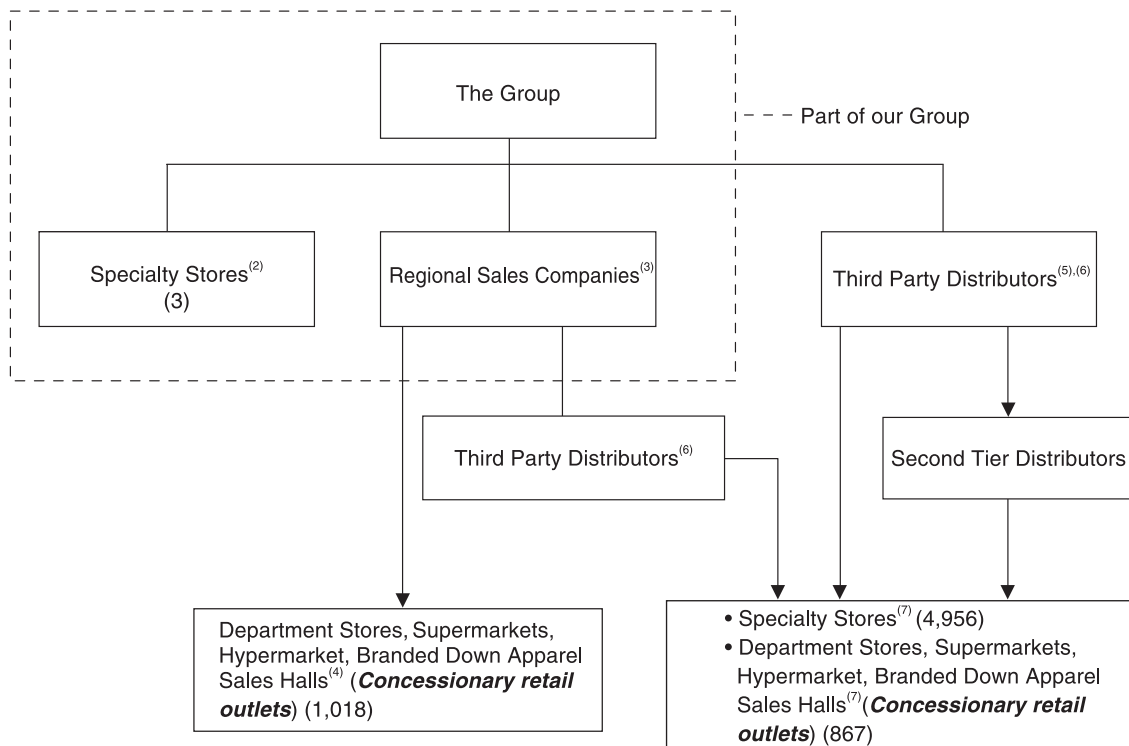 The Group
Part of our Group
Specialty Stores(2)
(3)
Regional Sales Companies(3)
Third Party Distributors(5),(6)
Third Party Distributors(6)
Second Tier Distributors
Department Stores, Supermarkets,
Hypermarket, Branded Down Apparel
Sales Halls(4) (Concessionary retail
outlets) (1,018)
• Specialty Stores(7) (4,956)
• Department Stores, Supermarkets,
Hypermarket, Branded Down Apparel
Sales Halls(7)(Concessionary retail
outlets) (867)